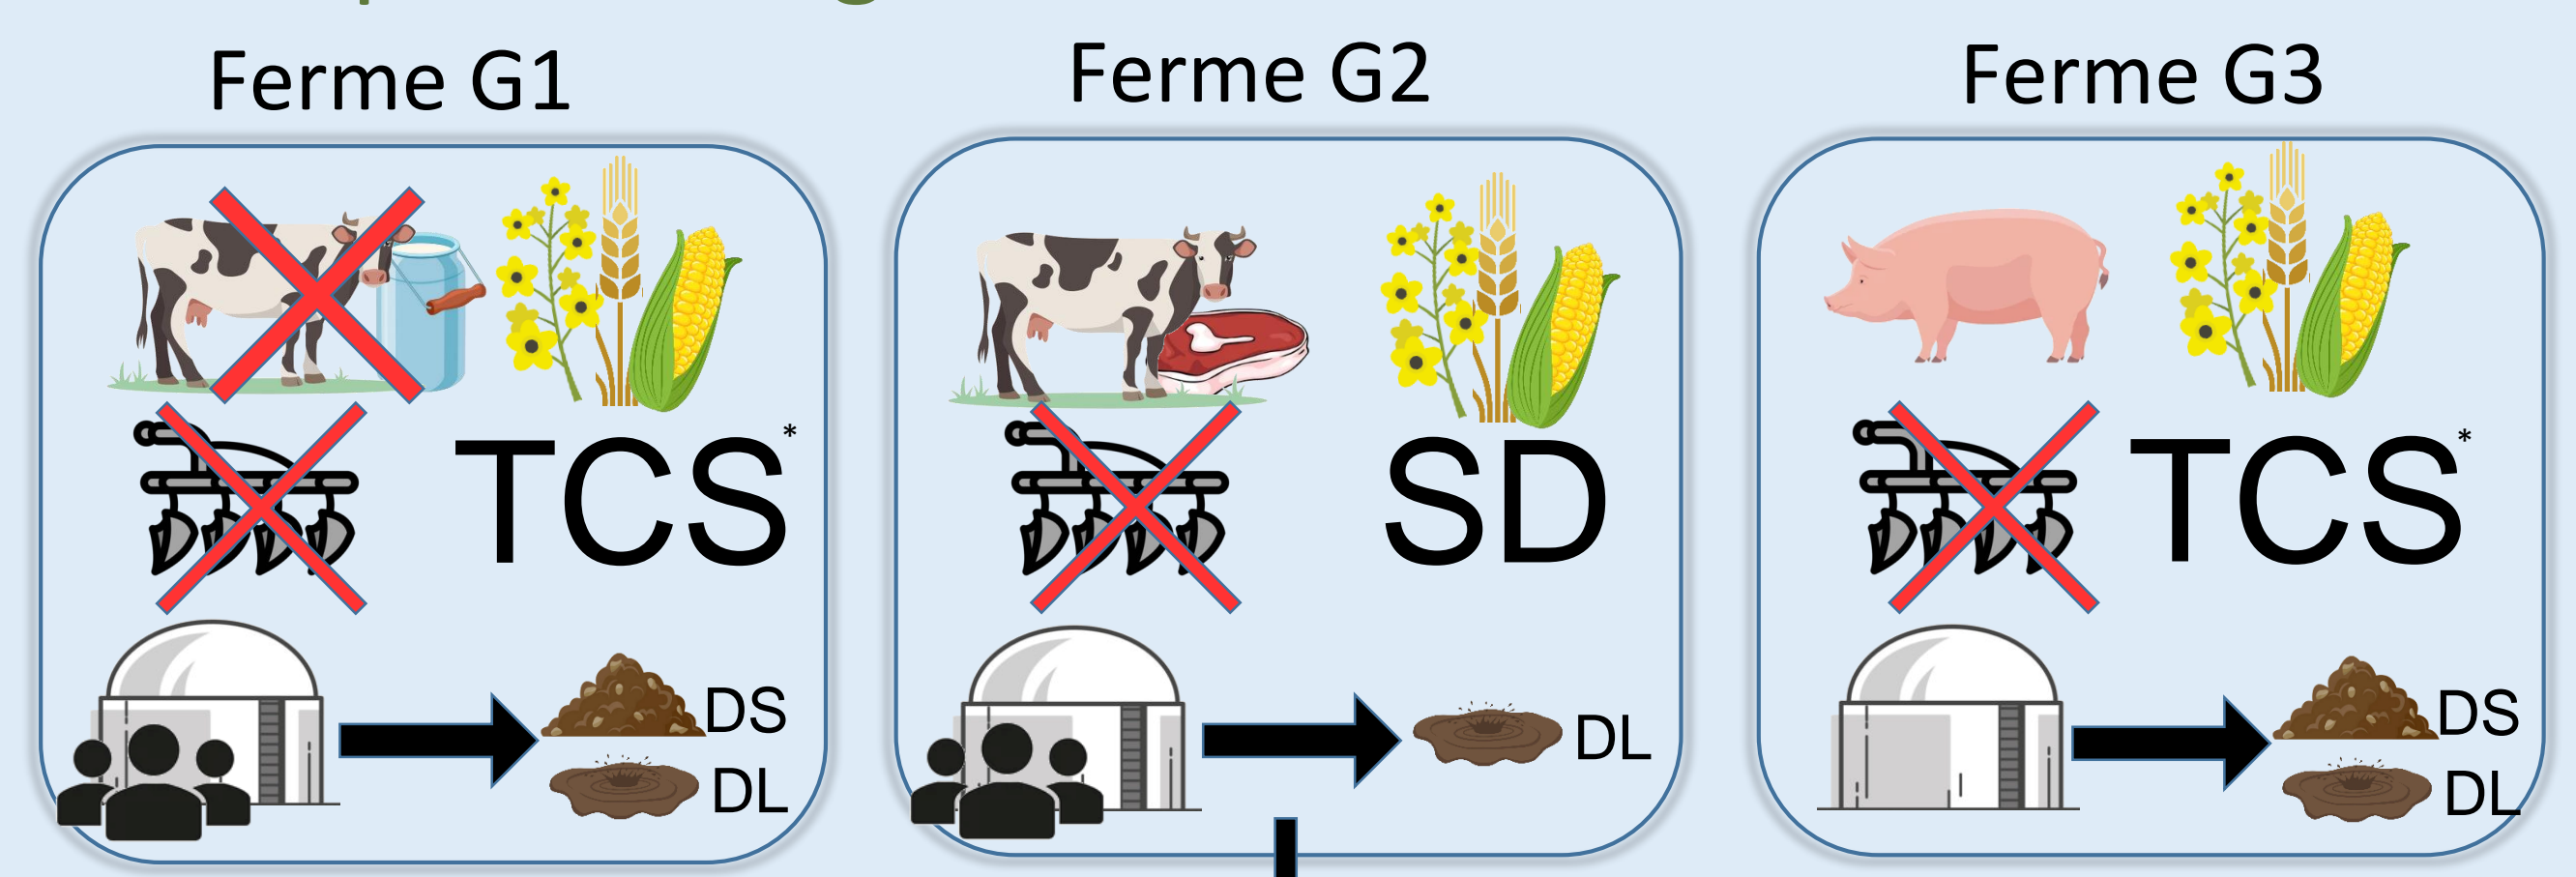 Ferme G1
Ferme G2
Ferme G3
TCS*
SD
TCS*
DS
DL
DL
DS
DL